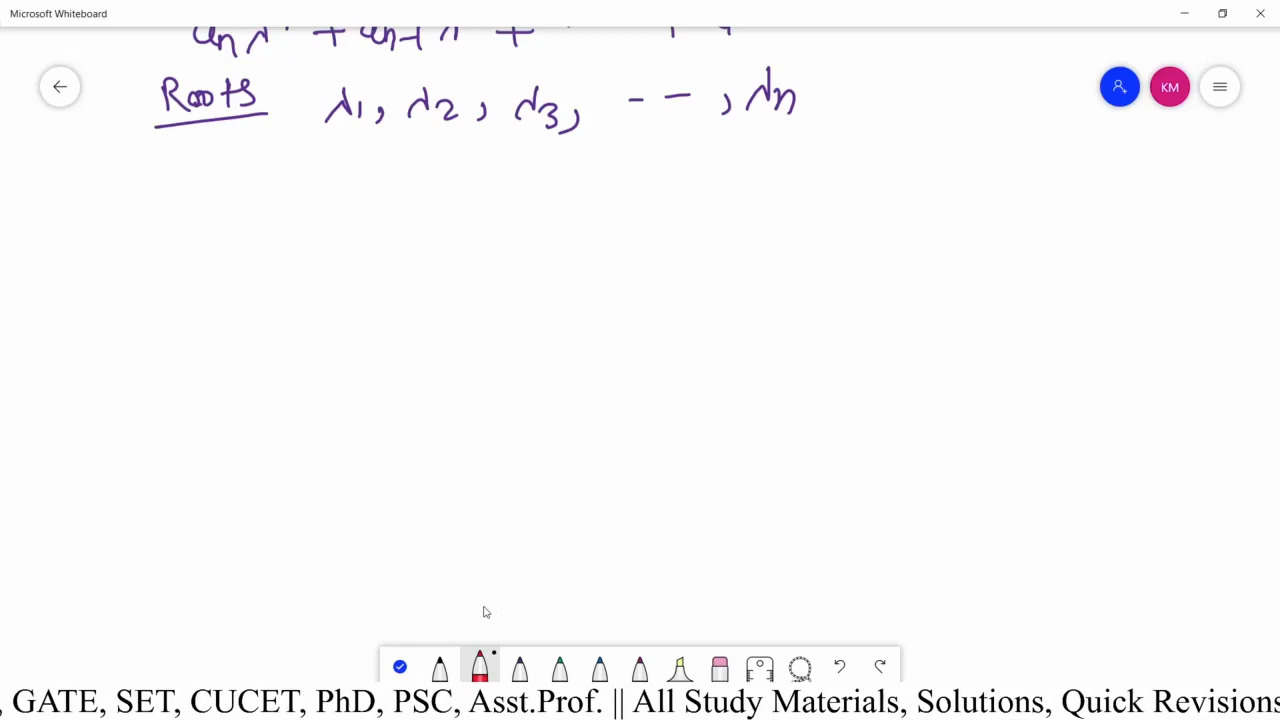 Microsoft Whiteboard
Roots λ1, λ2, λ3, - - , λn
KM
, GATE, SET, CUCET, PhD, PSC, Asst.Prof. || All Study Materials, Solutions, Quick Revisions